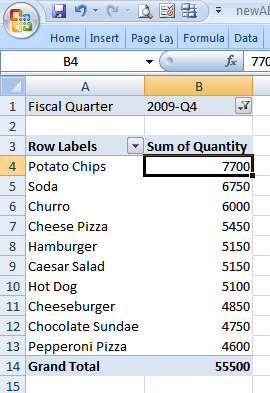 newAB
Home Insert Page Lay Formula Data
B4 770
A B
1 Fiscal Quarter 2009-Q4
2
3 Row Labels Sum of Quantity
4 Potato Chips 7700
5 Soda 6750
6 Churro 6000
7 Cheese Pizza 5450
8 Hamburger 5150
9 Caesar Salad 5150
10 Hot Dog 5100
11 Cheeseburger 4850
12 Chocolate Sundae 4750
13 Pepperoni Pizza 4600
14 Grand Total 55500
15